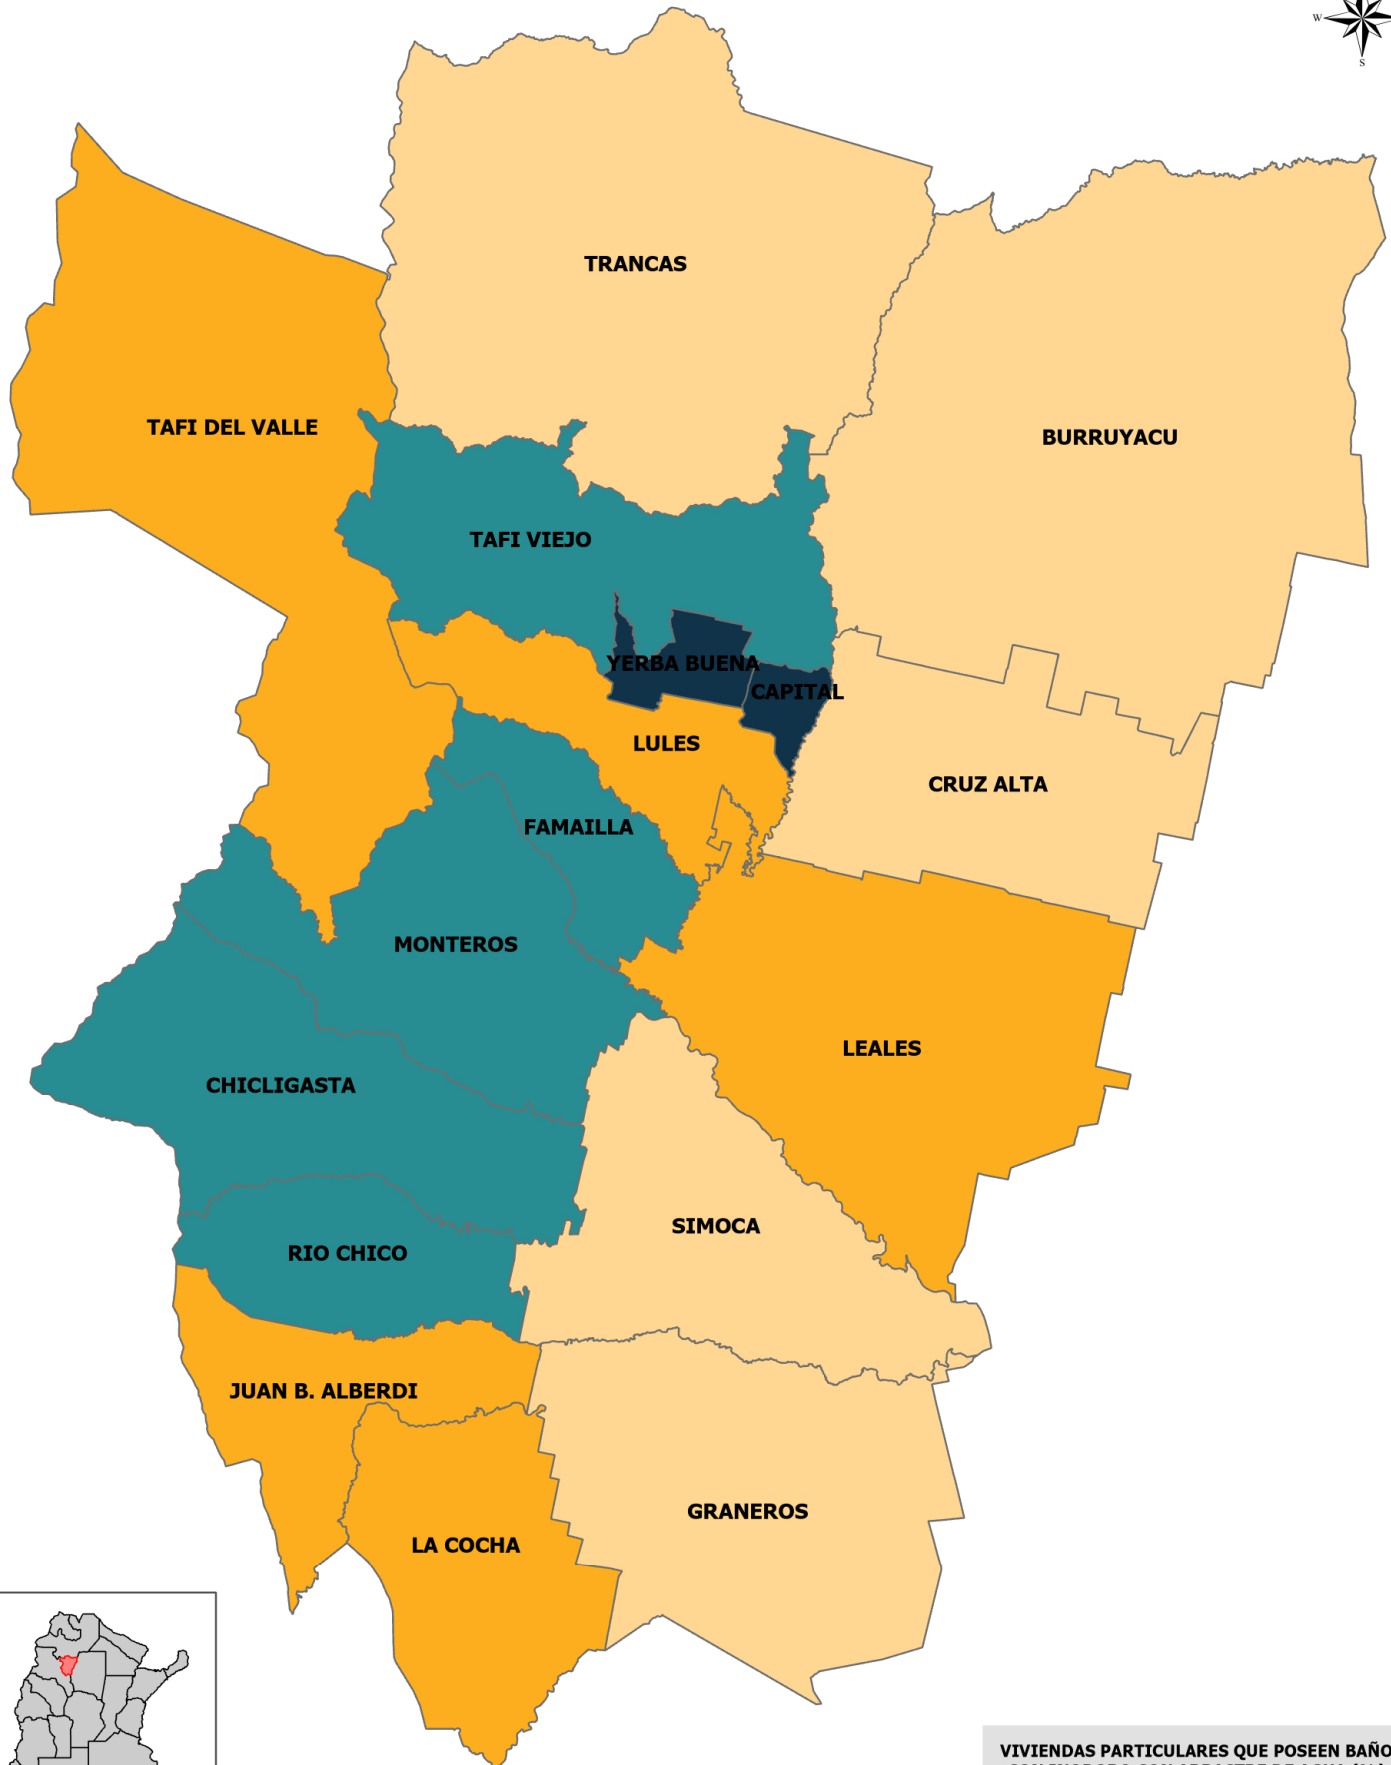 W
S
TRANCAS
TAFI DEL VALLE
BURRUYACU
TAFI VIEJO
YERBA BUENA
CAPITAL
LULES
CRUZ ALTA
FAMAILLA
MONTEROS
LEALES
CHICLIGASTA
SIMOCA
RIO CHICO
JUAN B. ALBERDI
GRANEROS
LA COCHA
VIVIENDAS PARTICULARES QUE POSEEN BAÑO